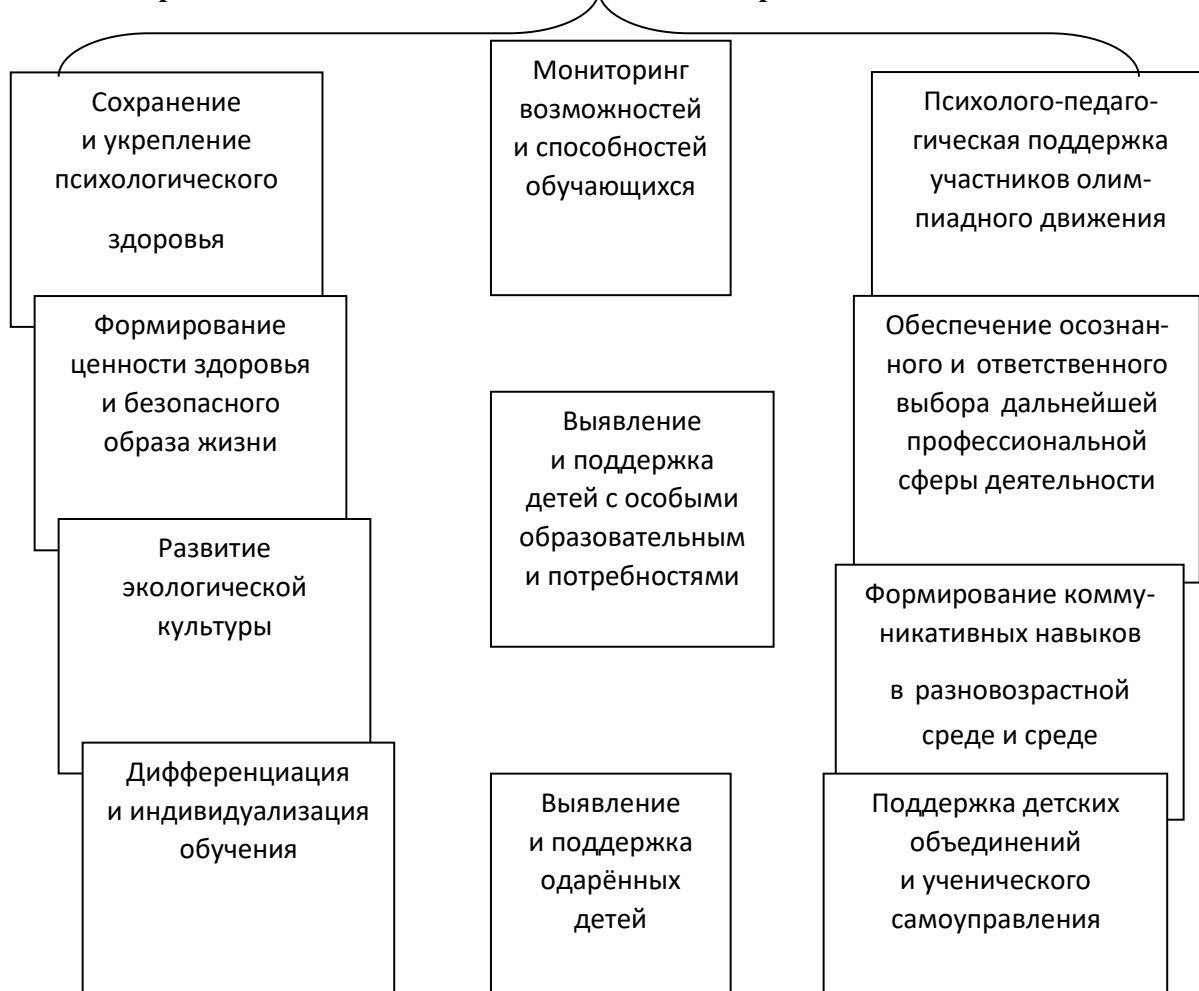 Сохранение
и укрепление
психологического
здоровья
Формирование
ценности здоровья
и безопасного
образа жизни
Развитие
экологической
культуры
Дифференциация
и индивидуализация
обучения
Мониторинг
возможностей
и способностей
обучающихся
Выявление
и поддержка
детей с особыми
образовательным
и потребностями
Выявление
и поддержка
одарённых
детей
Психолого-педаго-
гическая поддержка
участников олим-
пиадного движения
Обеспечение осознан-
ного и ответственного
выбора дальнейшей
профессиональной
сферы деятельности
Формирование комму-
никативных навыков
в разновозрастной
среде и среде
Поддержка детских
объединений
и ученического
самоуправления